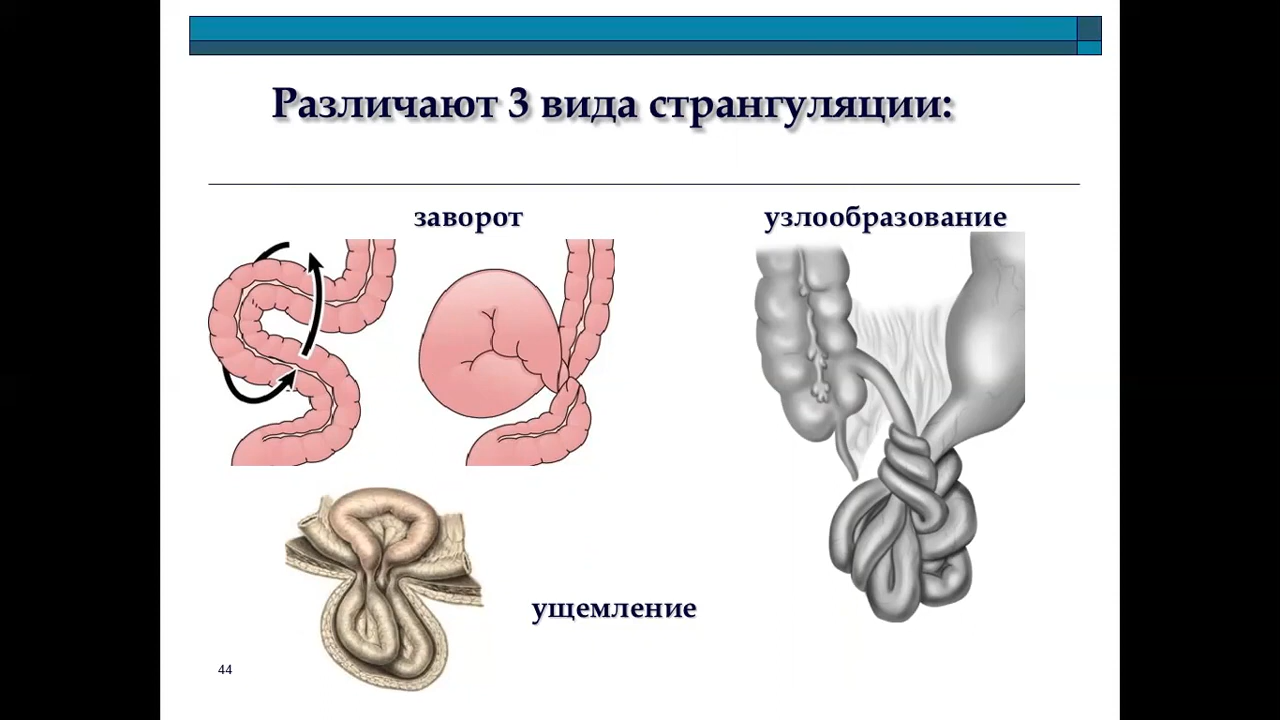 Различают 3 вида странгуляции:
заворот
узлообразование
ущемление
44